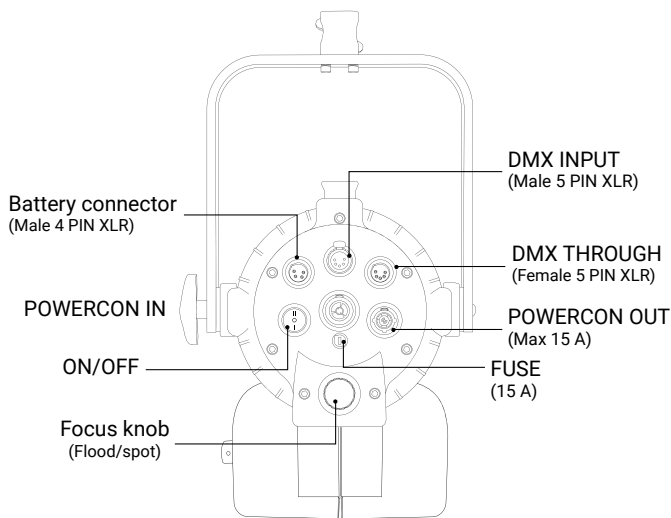 DMX INPUT
(Male 5 PIN XLR)
Battery connector
(Male 4 PIN XLR)
DMX THROUGH
(Female 5 PIN XLR)
POWERCON IN
POWERCON OUT
(Max 15 A)
ON/OFF
FUSE
(15 A)
Focus knob
(Flood/spot)
II
O
I